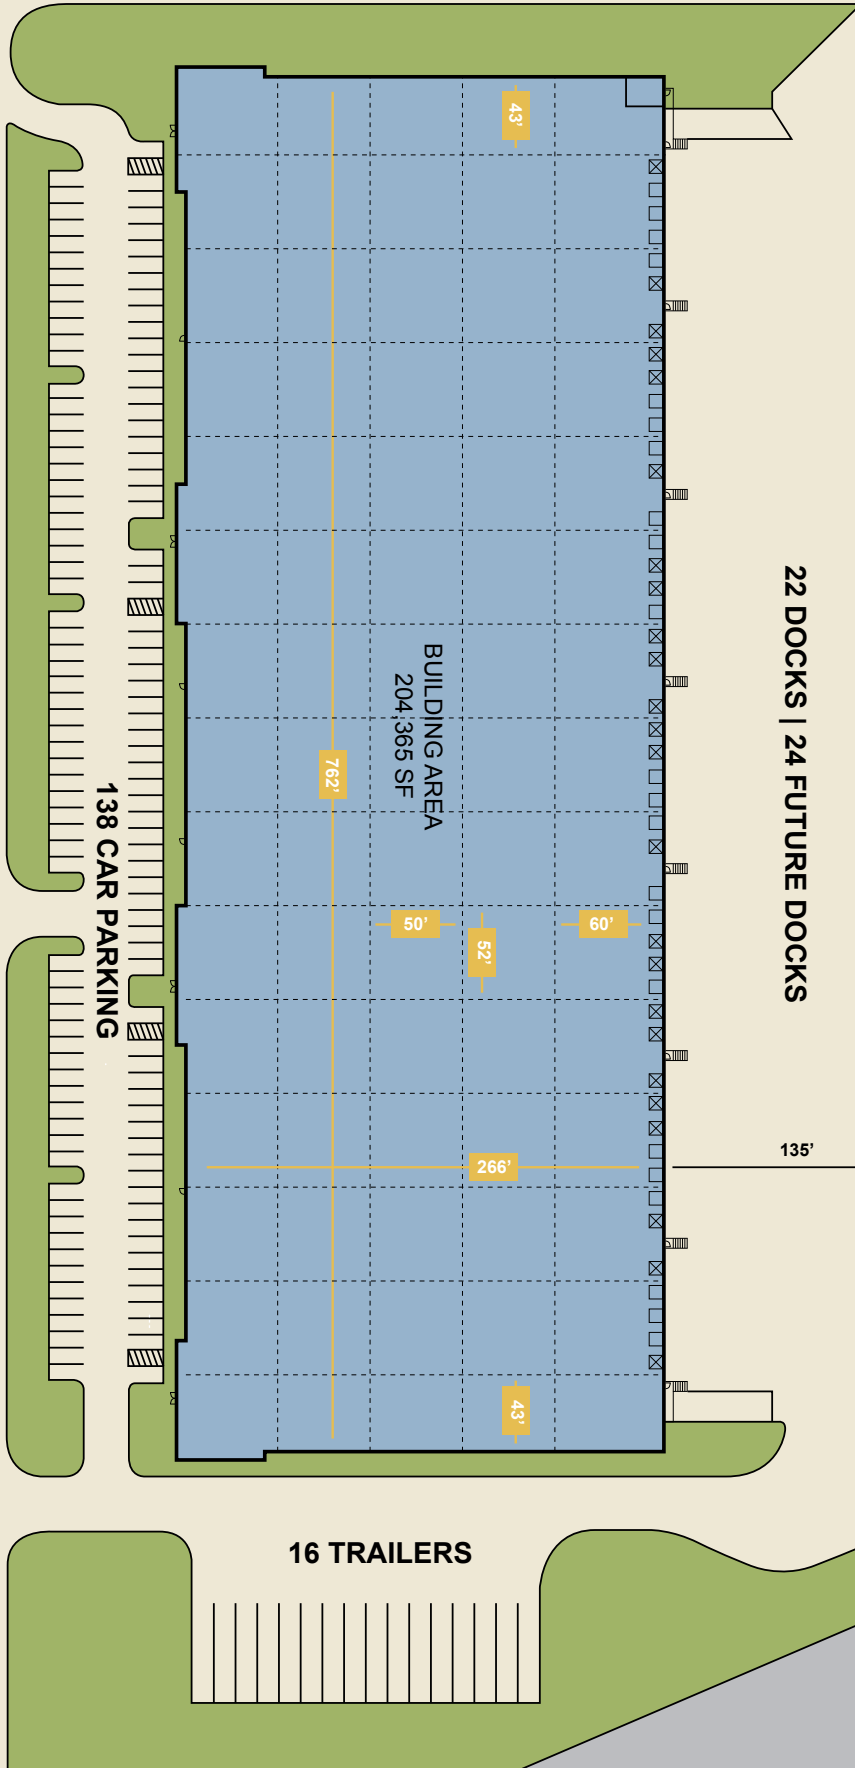 43'
22 DOCKS | 24 FUTURE DOCKS
BUILDING AREA
204,365 SF
762'
138 CAR PARKING
50'
52'
60'
266'
135'
43'
16 TRAILERS